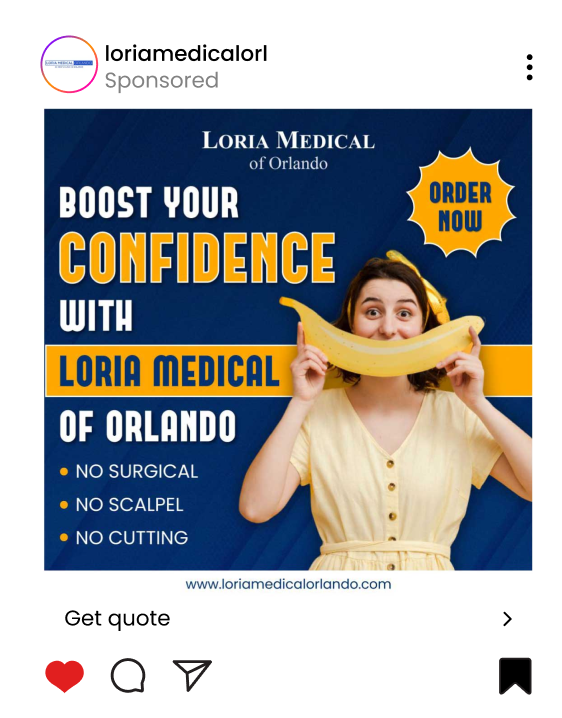 loriamedicalorl
Sponsored
LORIA MEDICAL
of Orlando
ORDER
NOW
BOOST YOUR
CONFIDENCE
WITH
LORIA MEDICAL
OF ORLANDO
NO SURGICAL
NO SCALPEL
NO CUTTING
www.loriamedicalorlando.com
Get quote